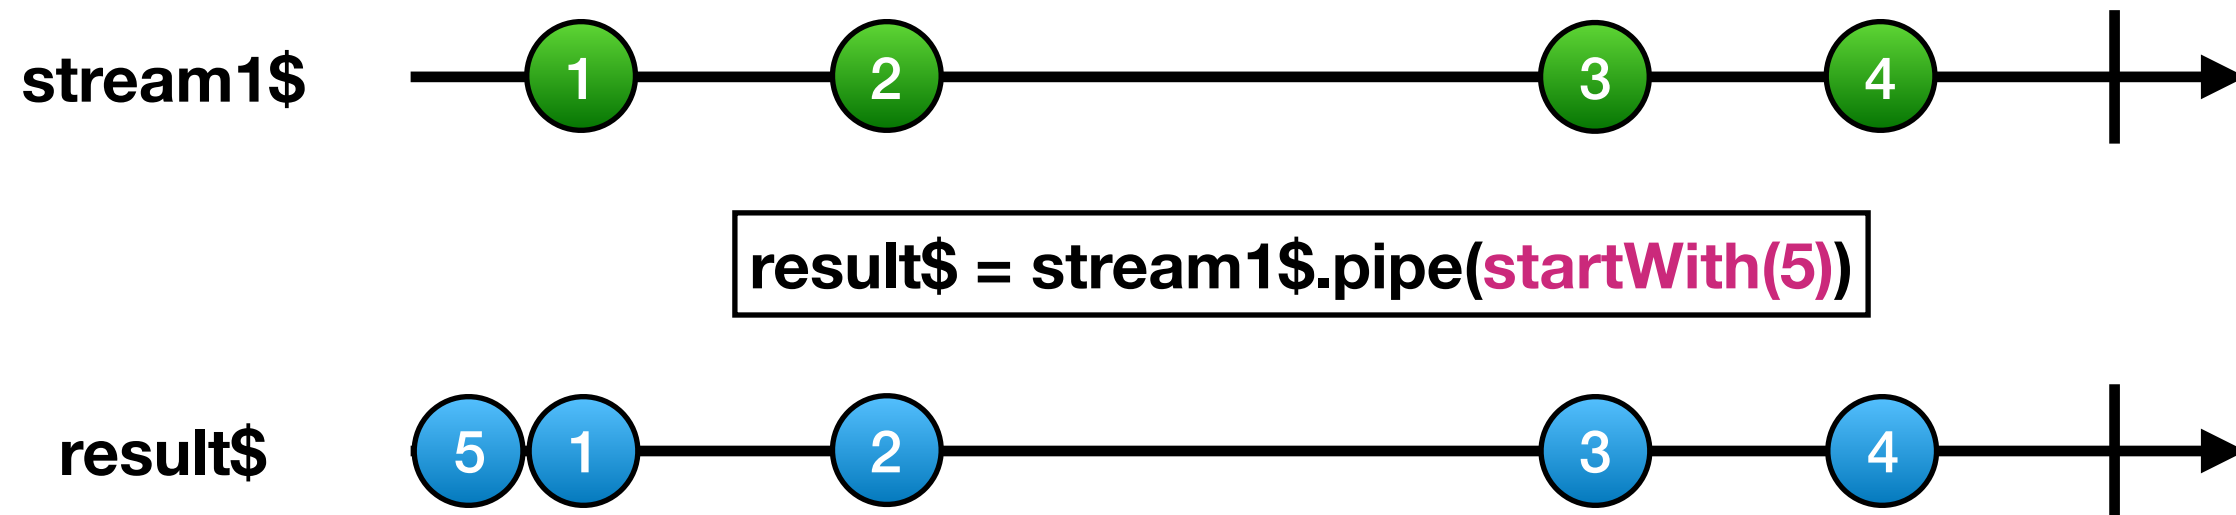 stream1$ 1 2 3 4
result$ = stream1$.pipe(startWith(5))
result$ 5 1 2 3 4